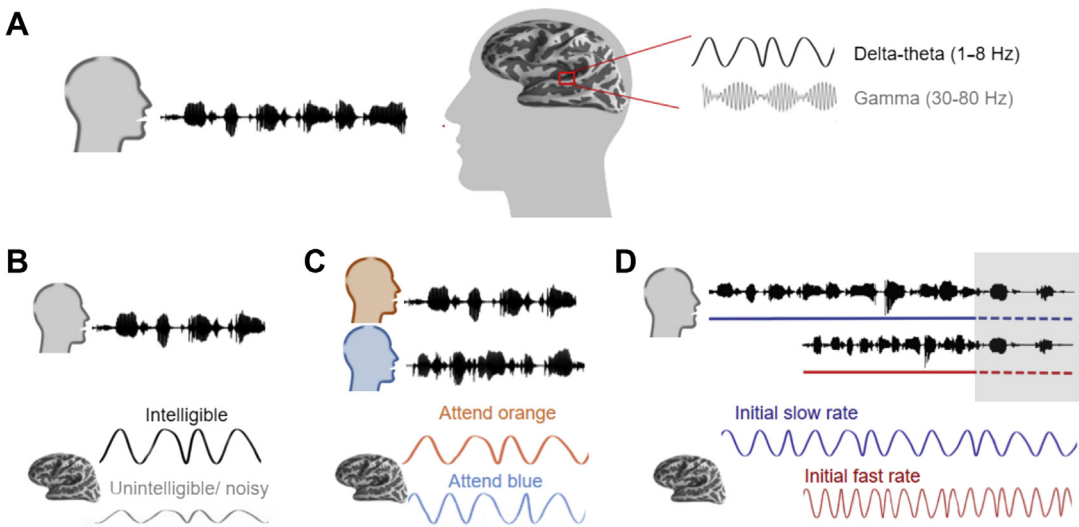 A
Delta-theta (1–8 Hz)
Gamma (30-80 Hz)
B
C
D
Intelligible
Unintelligible/ noisy
Attend orange
Attend blue
Initial slow rate
Initial fast rate